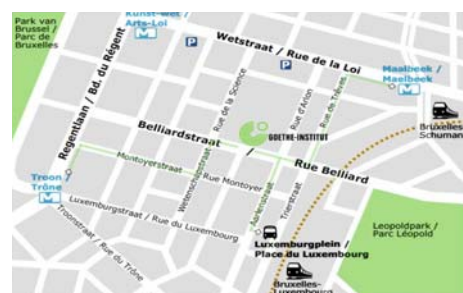 Park van
Brussel /
Parc de
Bruxelles
Kunst-Wet /
Arts-Loi
M
P
Wetstraat / Rue de la Loi
P
Maalbeek /
Maelbeek
M
Bruxelles
Schuman
Regentlaan / Bd. du Régent
Rue de la Science
Rue d'Arlon
Rue de Trèves
Belliardstraat
GOETHE-INSTITUT
Rue Belliard
Troon /
Trône
M
Montoyerstraat
Rue Montoyer
Wetenschapsstraat
Aarlenstraat
Trierstraat
Luxemburgstraat / Rue du Luxembourg
Troonstraat / Rue du Trône
Luxemburgplein /
Place du Luxembourg
Leopoldpark /
Parc Léopold
Bruxelles-
Luxembourg